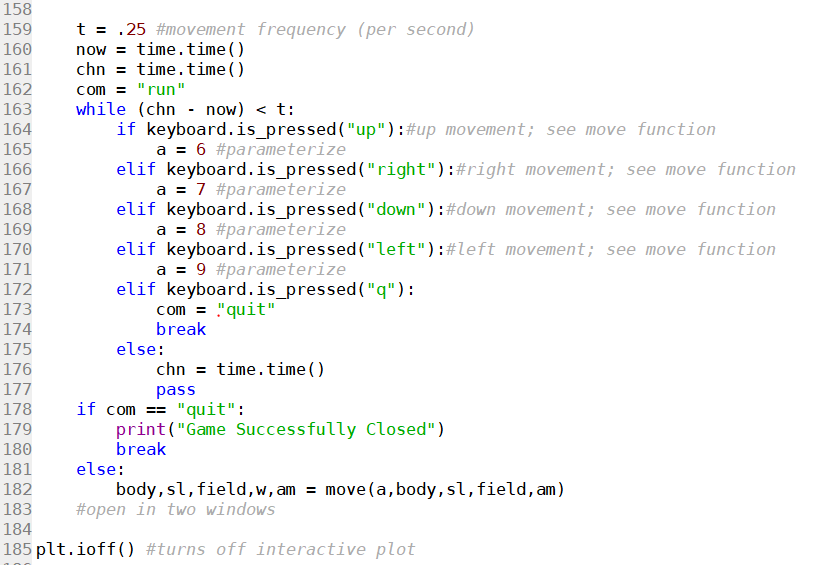 158
159    t = .25 #movement frequency (per second)
160    now = time.time()
161    chn = time.time()
162    com = "run"
163    while (chn - now) < t:
164        if keyboard.is_pressed("up"):#up movement; see move function
165            a = 6 #parameterize
166        elif keyboard.is_pressed("right"):#right movement; see move function
167            a = 7 #parameterize
168        elif keyboard.is_pressed("down"):#down movement; see move function
169            a = 8 #parameterize
170        elif keyboard.is_pressed("left"):#left movement; see move function
171            a = 9 #parameterize
172        elif keyboard.is_pressed("q"):
173            com = "quit"
174            break
175        else:
176            chn = time.time()
177            pass
178    if com == "quit":
179        print("Game Successfully Closed")
180        break
181    else:
182        body,sl,field,w,am = move(a,body,sl,field,am)
183    #open in two windows
184
185 plt.ioff() #turns off interactive plot